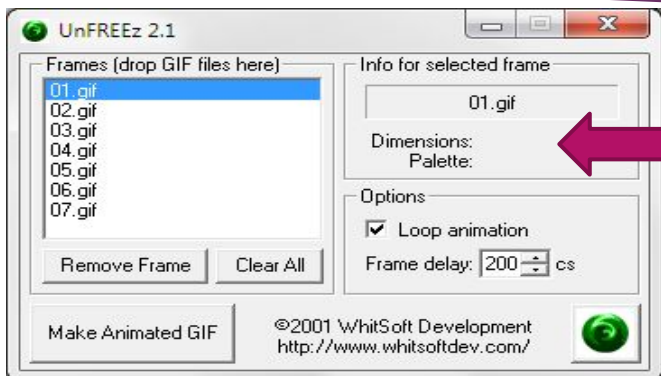 UnFREEz 2.1
Frames (drop GIF files here)
01.gif
02.gif
03.gif
04.gif
05.gif
06.gif
07.gif
Remove Frame
Clear All
Info for selected frame
01.gif
Dimensions:
Palette:
Options
Loop animation
Frame delay: 200 cs
Make Animated GIF
©2001 WhitSoft Development
http://www.whitsoftdev.com/